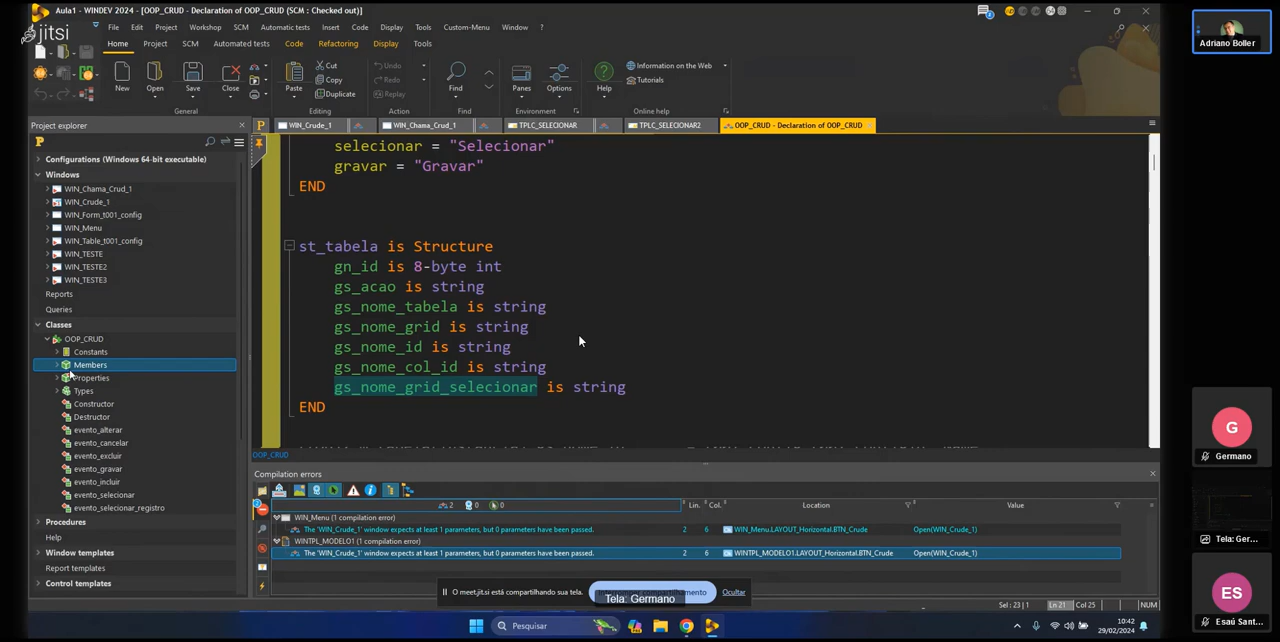 Aula1 - WINDEV 2024 - [OOP_CRUD - Declaration of OOP_CRUD (SCM : Checked out)]
jitsi
File Project Workshop SCM Automatic tests Insert Code Display Tools Custom-Menu Window ?
Home Project SCM Automated tests Code Refactoring Display Tools
New Open Save Close
Paste Cut Copy Duplicate
Undo Redo Replay
Find
Panes Options
Help Information on the Web Tutorials
General Editing Action Find Environment Online help
Project explorer
WIN_Crude_1 WIN_Chama_Crud_1 TPLC_SELECIONAR TPLC_SELECIONAR2 OOP_CRUD - Declaration of OOP_CRUD
Configurations (Windows 64-bit executable)
Windows
WIN_Chama_Crud_1
WIN_Crude_1
WIN_Form_t001_config
WIN_Menu
WIN_Table_t001_config
WIN_TESTE
WIN_TESTE2
WIN_TESTE3
Reports
Queries
Classes
OOP_CRUD
Constants
Members
Properties
Types
Constructor
Destructor
evento_alterar
evento_cancelar
evento_excluir
evento_gravar
evento_incluir
evento_selecionar
evento_selecionar_registro
Procedures
Help
Window templates
Report templates
Control templates
selecionar = "Selecionar"
gravar = "Gravar"
END
st_tabela is Structure
gn_id is 8-byte int
gs_acao is string
gs_nome_tabela is string
gs_nome_grid is string
gs_nome_id is string
gs_nome_col_id is string
gs_nome_grid_selecionar is string
END
OOP_CRUD
Compilation errors
2 0 0 Lin. Col. Location Value
WIN_Menu (1 compilation error)
The 'WIN_Crude_1' window expects at least 1 parameters, but 0 parameters have been passed. 2 6 WIN_Menu.LAYOUT_Horizontal.BTN_Crude Open(WIN_Crude_1)
WINTPL_MODELO1 (1 compilation error)
The 'WIN_Crude_1' window expects at least 1 parameters, but 0 parameters have been passed. 2 6 WINTPL_MODELO1.LAYOUT_Horizontal.BTN_Crude Open(WIN_Crude_1)
O meet.jit.si está compartilhando sua tela. Ocultar
Tela: Germano
Sel.: 23 | 1 Ln 21 Col 25 NUM
Pesquisar
10:42
29/02/2024
Adriano Boller
G
Germano
Tela: Ger...
ES
Esaú Sant...